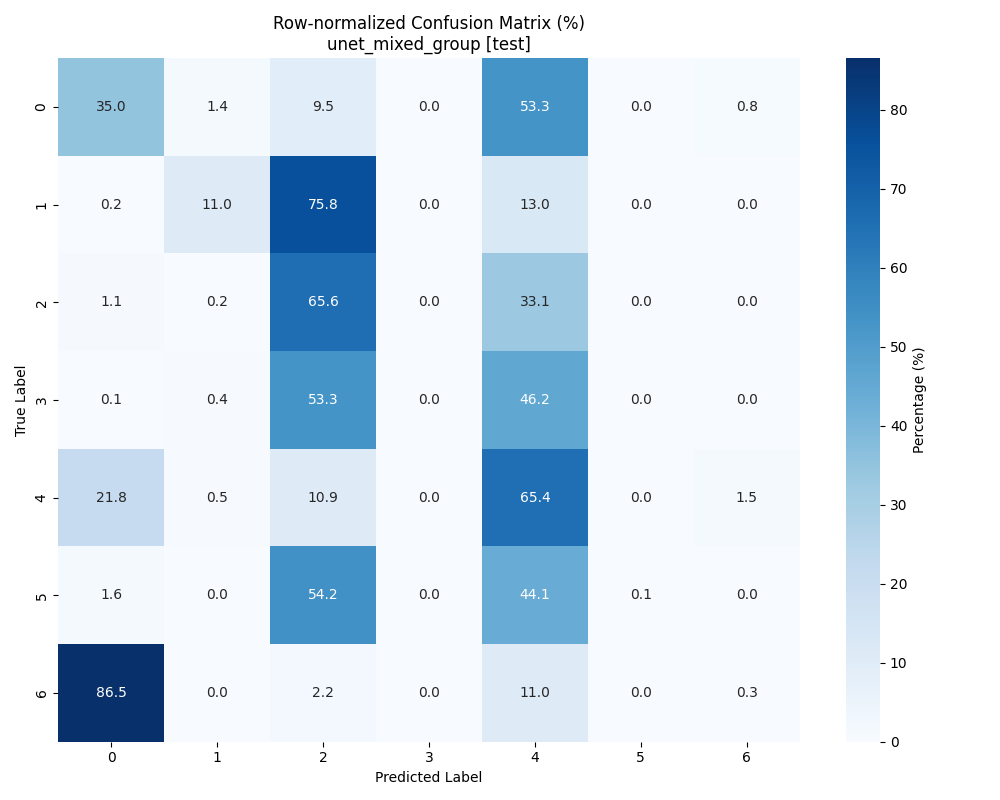 Row-normalized Confusion Matrix (%)
unet_mixed_group [test]
True Label
0 35.0 1.4 9.5 0.0 53.3 0.0 0.8
1 0.2 11.0 75.8 0.0 13.0 0.0 0.0
2 1.1 0.2 65.6 0.0 33.1 0.0 0.0
3 0.1 0.4 53.3 0.0 46.2 0.0 0.0
4 21.8 0.5 10.9 0.0 65.4 0.0 1.5
5 1.6 0.0 54.2 0.0 44.1 0.1 0.0
6 86.5 0.0 2.2 0.0 11.0 0.0 0.3
0 1 2 3 4 5 6
Predicted Label
80
70
60
50
40
30
20
10
0
Percentage (%)